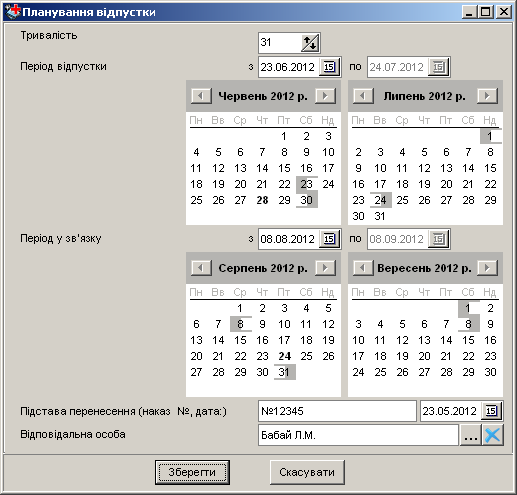 Планування відпустки
Тривалість 31
Період відпустки з 23.06.2012 15 по 24.07.2012 15
Червень 2012 р. Липень 2012 р.
Пн Вв Ср Чт Пт Сб Нд Пн Вв Ср Чт Пт Сб Нд
1 2 3 1
4 5 6 7 8 9 10 2 3 4 5 6 7 8
11 12 13 14 15 16 17 9 10 11 12 13 14 15
18 19 20 21 22 23 24 16 17 18 19 20 21 22
25 26 27 28 29 30 23 24 25 26 27 28 29
30 31
Період у зв'язку з 08.08.2012 15 по 08.09.2012 15
Серпень 2012 р. Вересень 2012 р.
Пн Вв Ср Чт Пт Сб Нд Пн Вв Ср Чт Пт Сб Нд
1 2 3 4 5 1 2
6 7 8 9 10 11 12 3 4 5 6 7 8 9
13 14 15 16 17 18 19 10 11 12 13 14 15 16
20 21 22 23 24 25 26 17 18 19 20 21 22 23
27 28 29 30 31 24 25 26 27 28 29 30
Підстава перенесення (наказ №, дата:) №12345 23.05.2012 15
Відповідальна особа Бабай Л.М. ...
Зберегти Скасувати